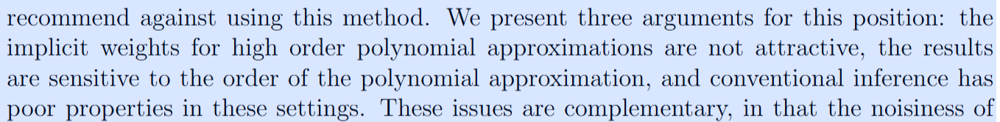 recommend against using this method. We present three arguments for this position: the
implicit weights for high order polynomial approximations are not attractive, the results
are sensitive to the order of the polynomial approximation, and conventional inference has
poor properties in these settings. These issues are complementary, in that the noisiness of